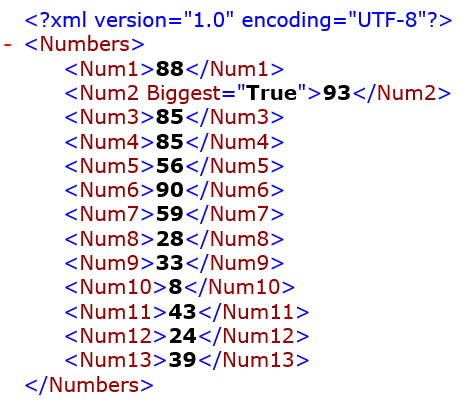 <?xml version="1.0" encoding="UTF-8"?>
- <Numbers>
<Num1>88</Num1>
<Num2 Biggest="True">93</Num2>
<Num3>85</Num3>
<Num4>85</Num4>
<Num5>56</Num5>
<Num6>90</Num6>
<Num7>59</Num7>
<Num8>28</Num8>
<Num9>33</Num9>
<Num10>8</Num10>
<Num11>43</Num11>
<Num12>24</Num12>
<Num13>39</Num13>
</Numbers>